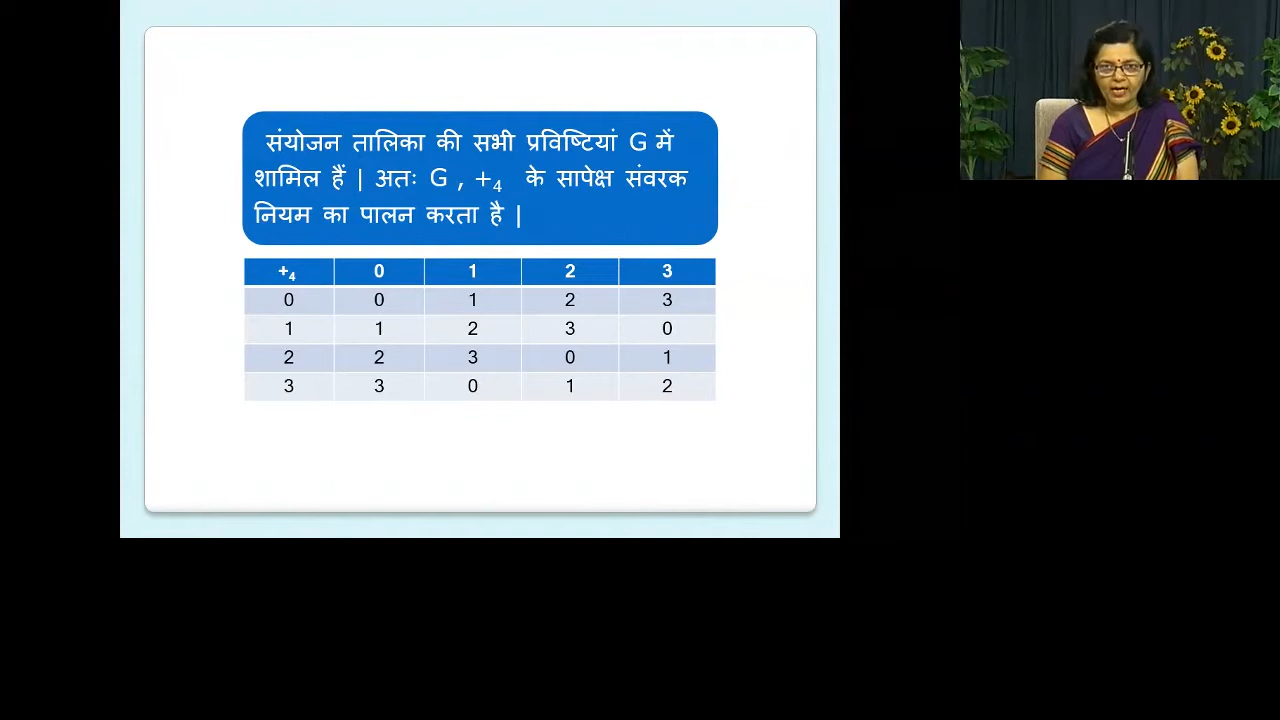 संयोजन तालिका की सभी प्रविष्टियां G में
शामिल हैं | अतः G , +₄ के सापेक्ष संवरक
नियम का पालन करता है |
+₄ 0 1 2 3
0 0 1 2 3
1 1 2 3 0
2 2 3 0 1
3 3 0 1 2